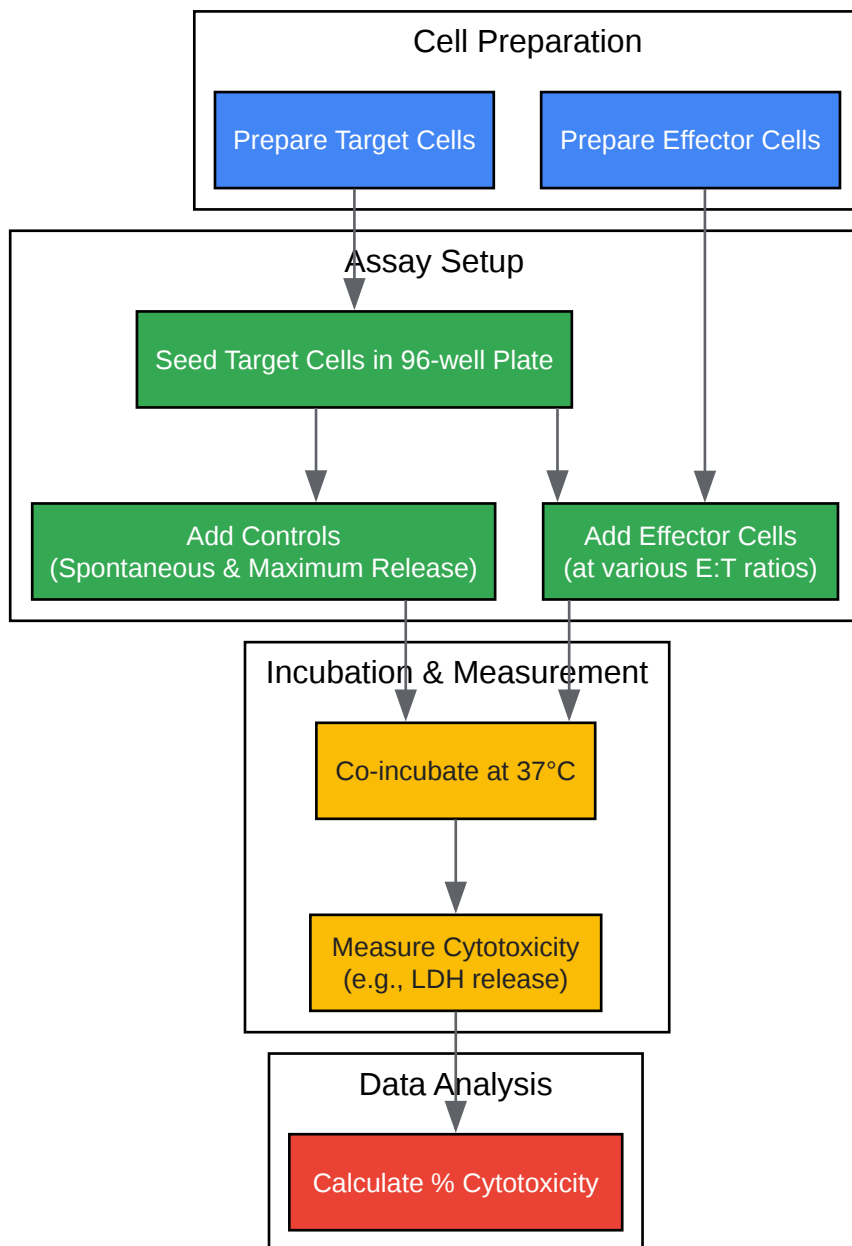 Cell Preparation
Prepare Target Cells
Prepare Effector Cells
Assay Setup
Seed Target Cells in 96-well Plate
Add Controls
(Spontaneous & Maximum Release)
Add Effector Cells
(at various E:T ratios)
Incubation & Measurement
Co-incubate at 37°C
Measure Cytotoxicity
(e.g., LDH release)
Data Analysis
Calculate % Cytotoxicity